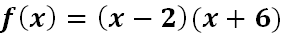 f(x) = (x − 2)(x + 6)